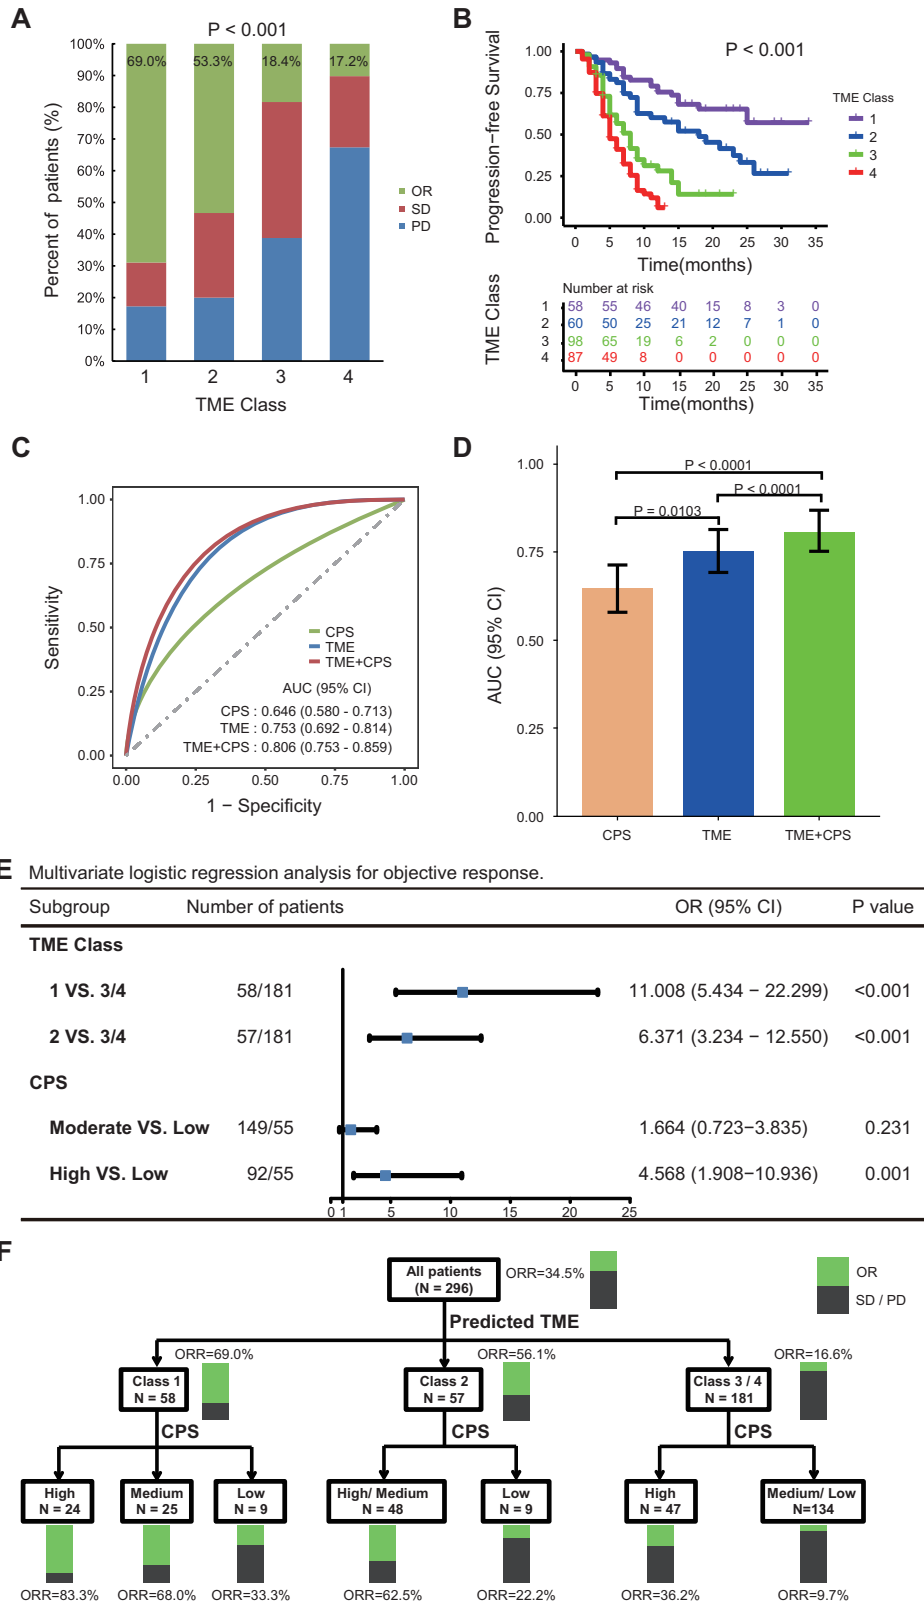 A
P < 0.001
100%
90%
80%
70%
60%
50%
40%
30%
20%
10%
0%
Percent of patients (%)
69.0%
53.3%
18.4%
17.2%
OR
SD
PD
1 2 3 4
TME Class
B
P < 0.001
Progression-free Survival
1.00
0.75
0.50
0.25
0.00
0 5 10 15 20 25 30 35
Time(months)
TME Class
1
2
3
4
Number at risk
TME Class
1 58 55 46 40 15 8 3 0
2 60 50 25 21 12 7 1 0
3 98 65 19 6 2 0 0 0
4 87 49 8 0 0 0 0 0
0 5 10 15 20 25 30 35
Time(months)
C
Sensitivity
1.00
0.75
0.50
0.25
0.00
CPS
TME
TME+CPS
AUC (95% CI)
CPS : 0.646 (0.580 - 0.713)
TME : 0.753 (0.692 - 0.814)
TME+CPS : 0.806 (0.753 - 0.859)
0.00 0.25 0.50 0.75 1.00
1 − Specificity
D
AUC (95% CI)
1.00
0.75
0.50
0.25
0.00
P < 0.0001
P < 0.0001
P = 0.0103
CPS TME TME+CPS
E Multivariate logistic regression analysis for objective response.
Subgroup Number of patients OR (95% CI) P value
TME Class
1 VS. 3/4 58/181 11.008 (5.434 − 22.299) <0.001
2 VS. 3/4 57/181 6.371 (3.234 − 12.550) <0.001
CPS
Moderate VS. Low 149/55 1.664 (0.723−3.835) 0.231
High VS. Low 92/55 4.568 (1.908−10.936) 0.001
0 1 5 10 15 20 25
F
All patients
(N = 296)
ORR=34.5%
OR
SD / PD
Predicted TME
ORR=69.0% ORR=56.1% ORR=16.6%
Class 1
N = 58
Class 2
N = 57
Class 3 / 4
N = 181
CPS CPS CPS
High
N = 24
Medium
N = 25
Low
N = 9
High/ Medium
N = 48
Low
N = 9
High
N = 47
Medium/ Low
N=134
ORR=83.3% ORR=68.0% ORR=33.3% ORR=62.5% ORR=22.2% ORR=36.2% ORR=9.7%